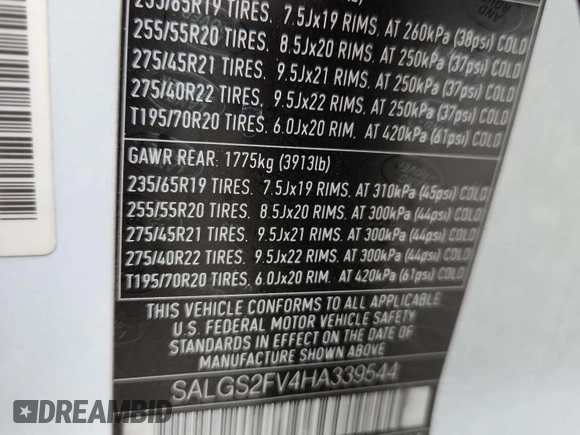 235/65R19 TIRES. 7.5Jx19 RIMS. AT 260kPa (38psi) COLD
255/55R20 TIRES. 8.5Jx20 RIMS. AT 250kPa (37psi) COLD
275/45R21 TIRES. 9.5Jx21 RIMS. AT 250kPa (37psi) COLD
275/40R22 TIRES. 9.5Jx22 RIMS. AT 250kPa (37psi) COLD
T195/70R20 TIRES. 6.0Jx20 RIM. AT 420kPa (61psi) COLD
GAWR REAR: 1775kg (3913lb)
235/65R19 TIRES. 7.5Jx19 RIMS. AT 310kPa (45psi) COLD
255/55R20 TIRES. 8.5Jx20 RIMS. AT 300kPa (44psi) COLD
275/45R21 TIRES. 9.5Jx21 RIMS. AT 300kPa (44psi) COLD
275/40R22 TIRES. 9.5Jx22 RIMS. AT 300kPa (44psi) COLD
T195/70R20 TIRES. 6.0Jx20 RIM. AT 420kPa (61psi) COLD
THIS VEHICLE CONFORMS TO ALL APPLICABLE
U.S. FEDERAL MOTOR VEHICLE SAFETY
STANDARDS IN EFFECT ON THE DATE OF
MANUFACTURE SHOWN ABOVE
SALGS2FV4HA339544
DREAMBID